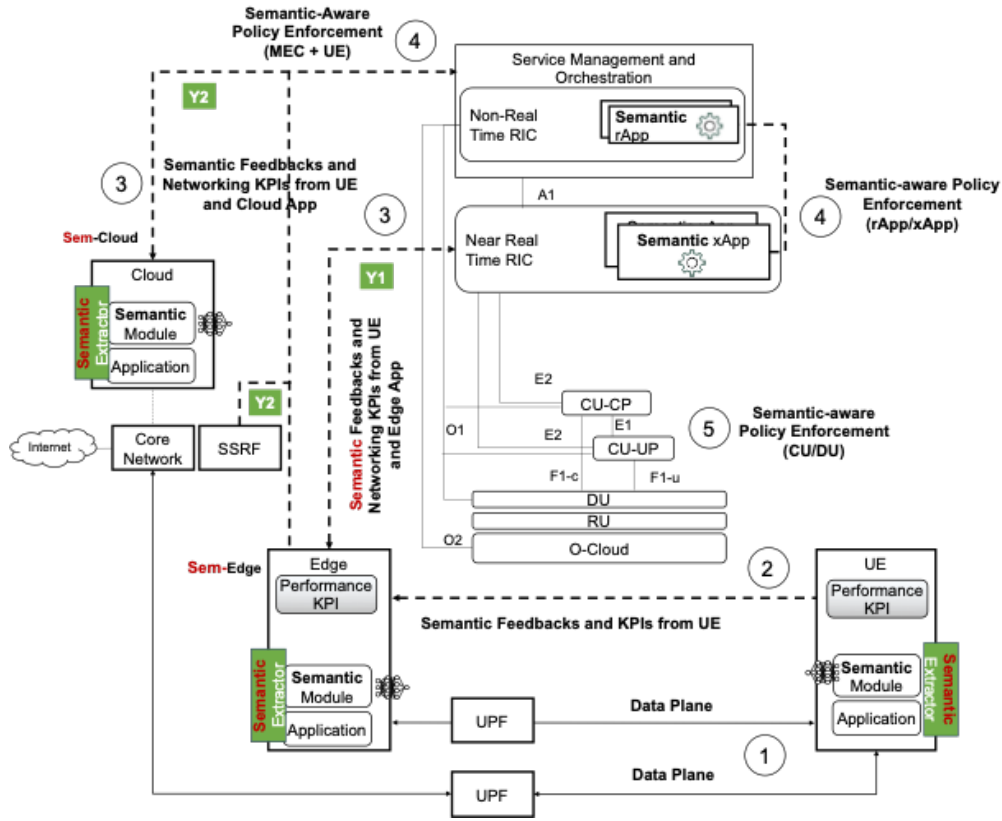 Semantic-Aware
Policy Enforcement
(MEC + UE)
4
Service Management and
Orchestration
Y2
Non-Real
Time RIC
Semantic
rApp
3
Semantic Feedbacks and
Networking KPIs from UE
and Cloud App
3
A1
Semantic-aware Policy
Enforcement
(rApp/xApp)
4
Sem-Cloud
Near Real
Time RIC
Semantic xApp
Y1
Cloud
Semantic
Extractor
Semantic
Module
Application
Semantic Feedbacks and
Networking KPIs from UE
and Edge App
E2
CU-CP
Y2
O1
E2
E1
CU-UP
5
Semantic-aware
Policy Enforcement
(CU/DU)
Internet
Core
Network
SSRF
F1-c
F1-u
DU
RU
O2
O-Cloud
Sem-Edge
Edge
Performance
KPI
2
UE
Performance
KPI
Semantic Feedbacks and KPIs from UE
Semantic
Extractor
Semantic
Module
Application
Semantic
Module
Application
Semantic
Extractor
UPF
Data Plane
1
UPF
Data Plane